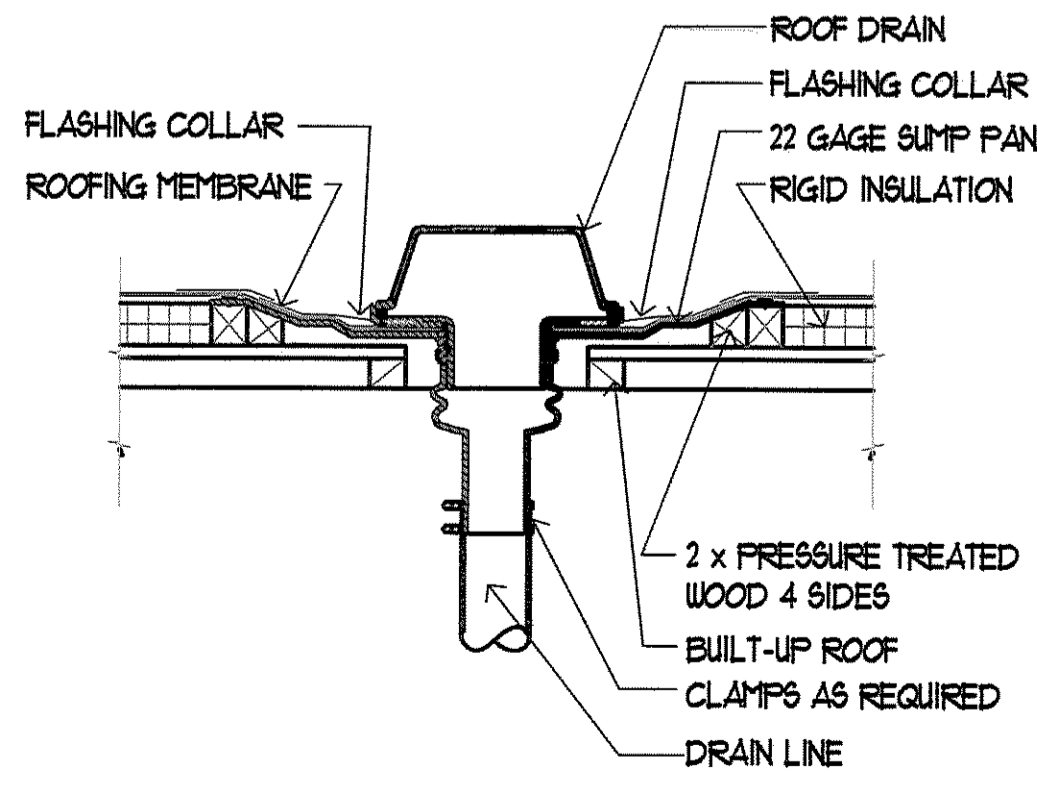 ROOF DRAIN
FLASHING COLLAR
22 GAGE SUMP PAN
RIGID INSULATION
FLASHING COLLAR
ROOFING MEMBRANE
2 x PRESSURE TREATED
WOOD 4 SIDES
BUILT-UP ROOF
CLAMPS AS REQUIRED
DRAIN LINE